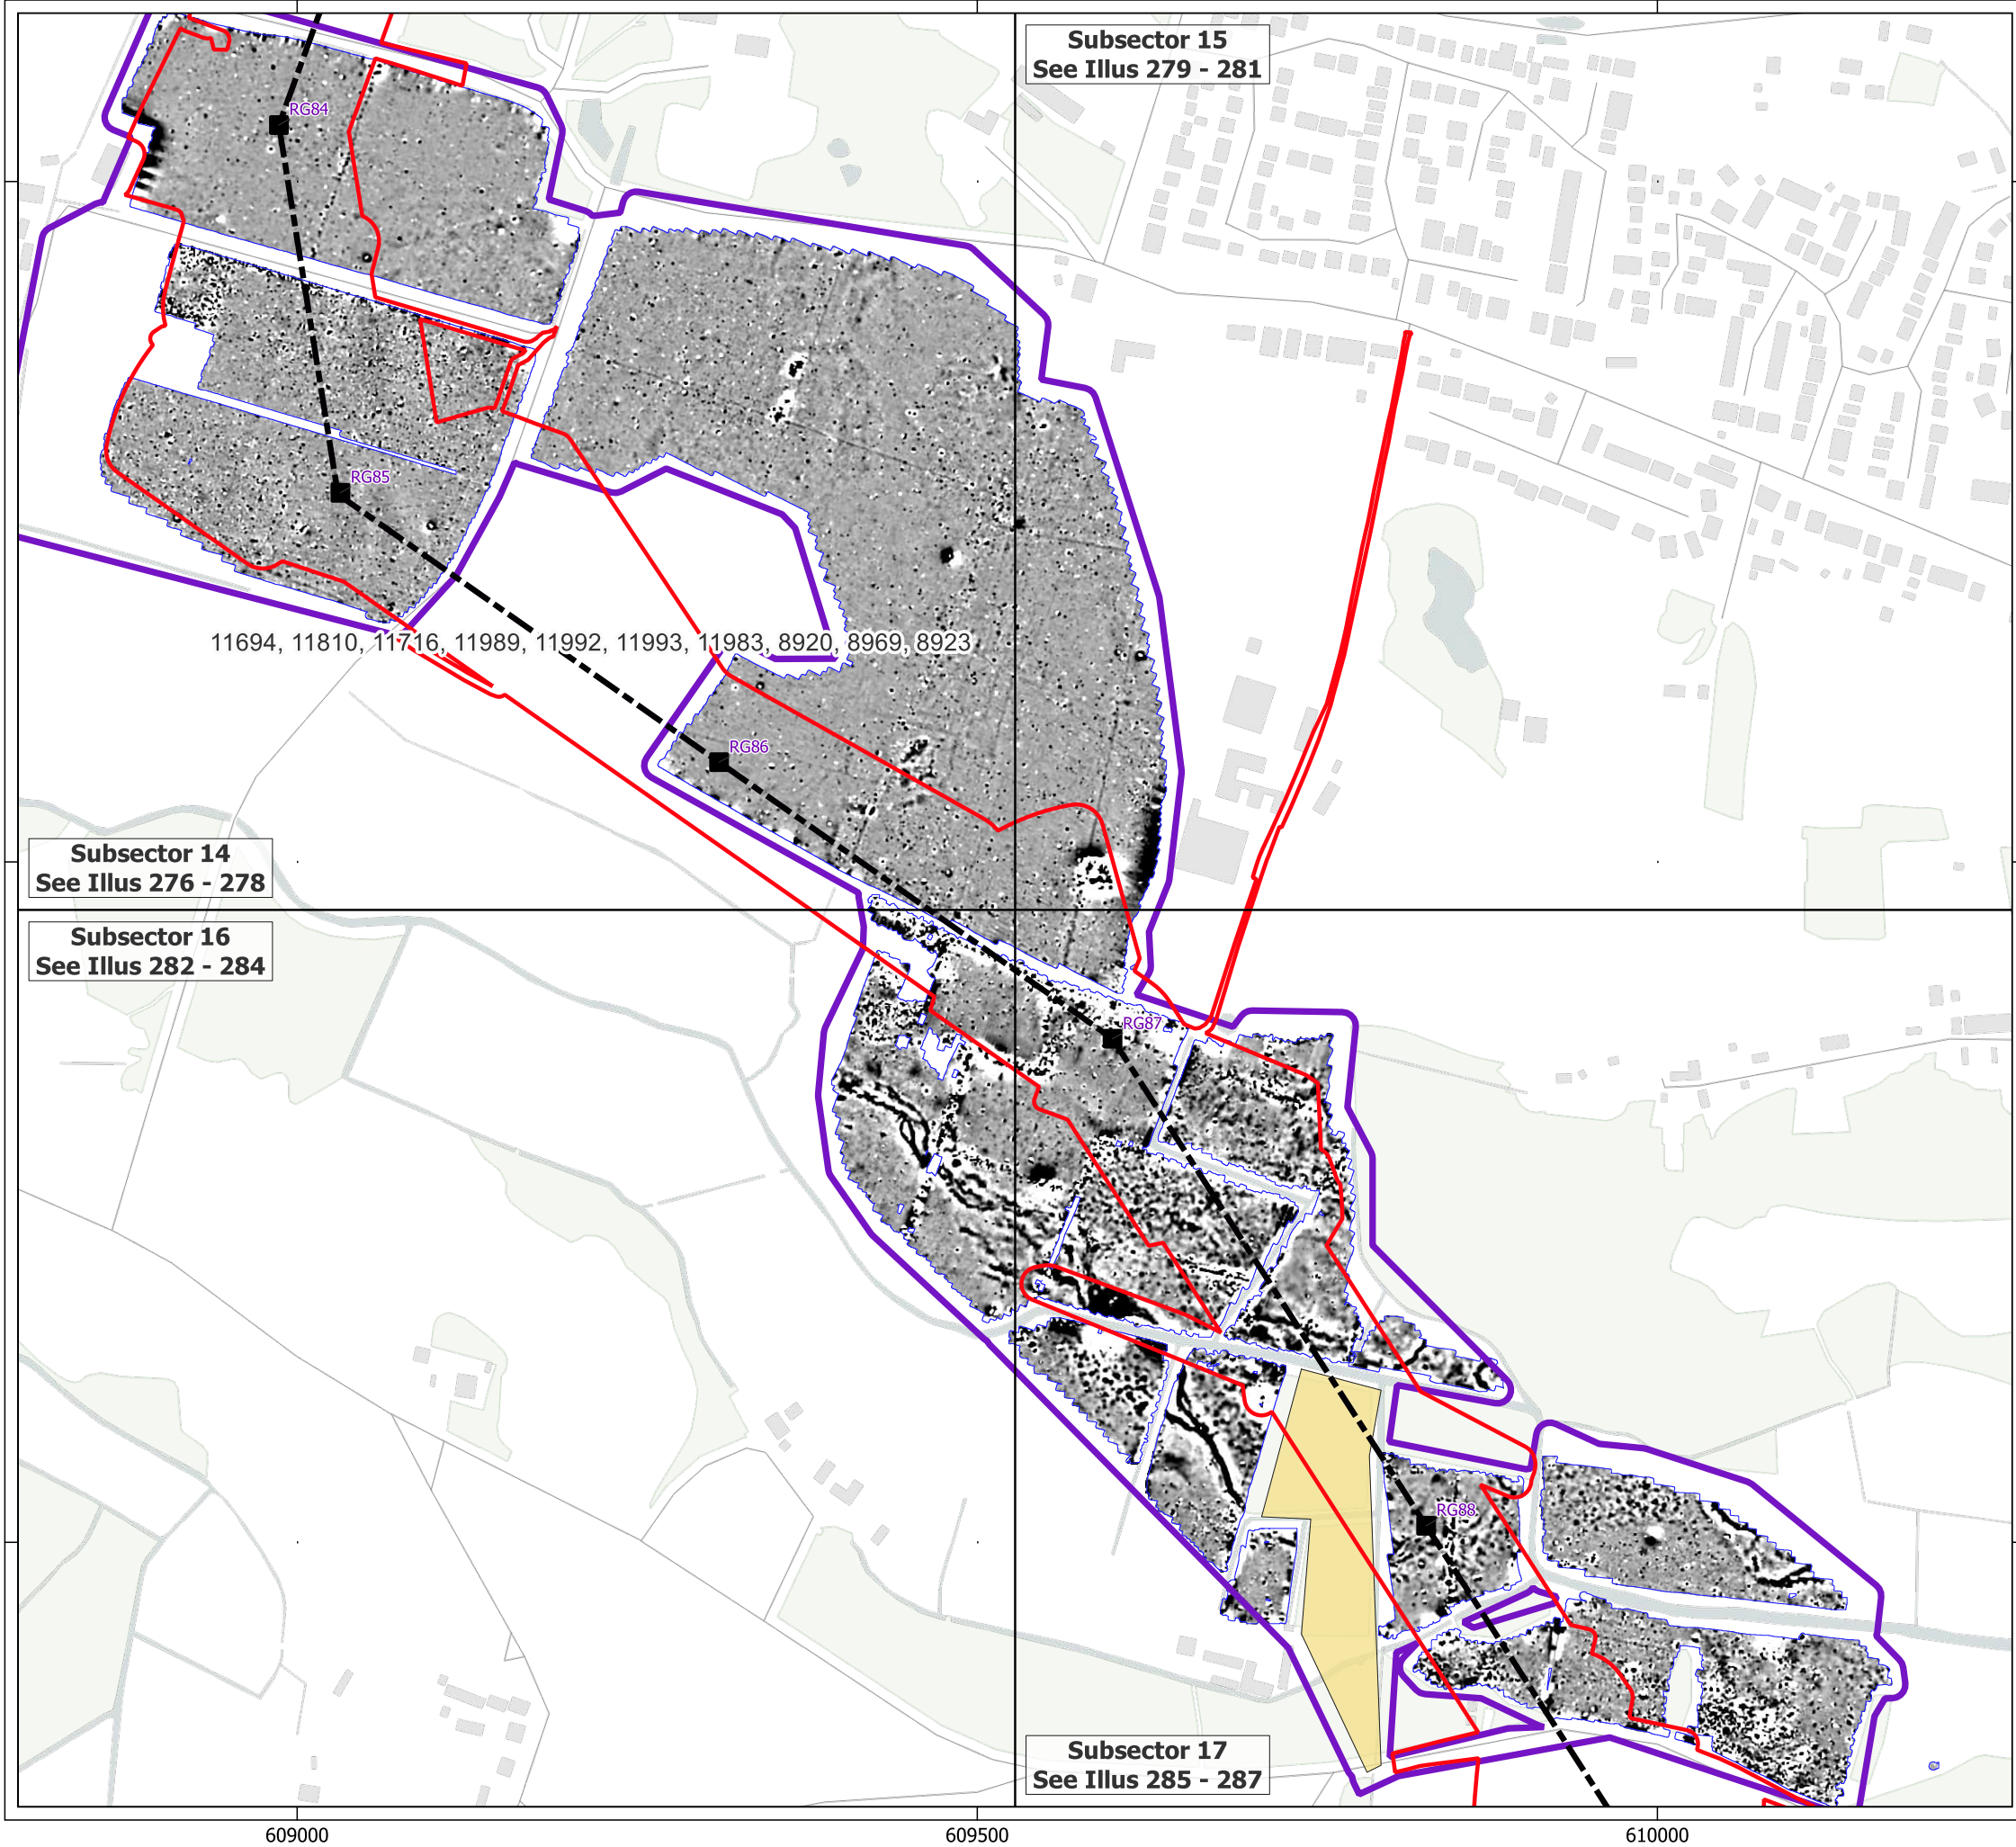 Subsector 15
See Illus 279 - 281
RG84
RG85
11694, 11810, 11716, 11989, 11992, 11993, 11983, 8920, 8969, 8923
RG86
Subsector 14
See Illus 276 - 278
Subsector 16
See Illus 282 - 284
RG87
RG88
Subsector 17
See Illus 285 - 287
609000
609500
610000